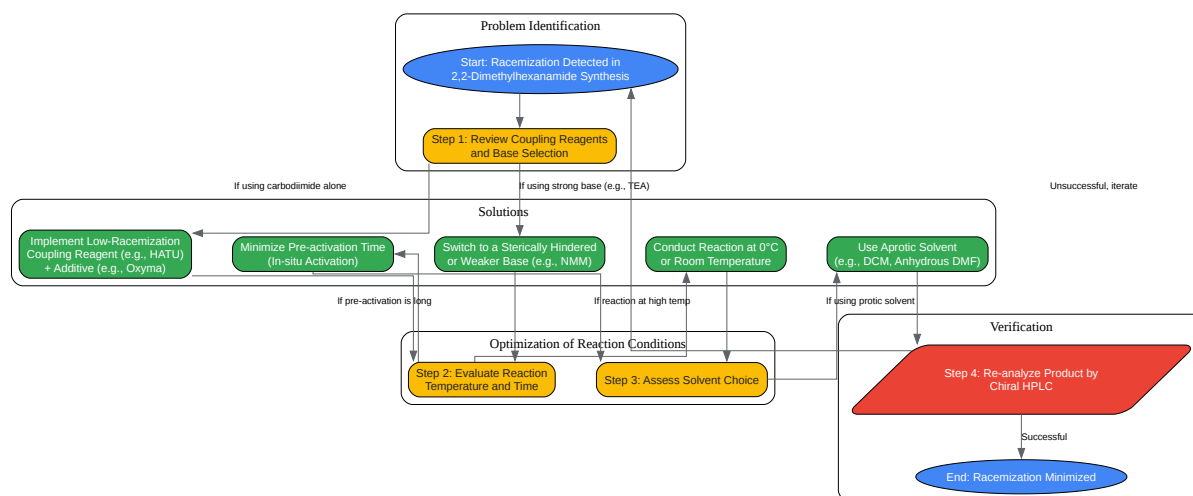 Problem Identification
Start: Racemization Detected in
2,2-Dimethylhexanamide Synthesis
Step 1: Review Coupling Reagents
and Base Selection
If using carbodiimide alone
If using strong base (e.g., TEA)
Unsuccessful, iterate
Solutions
Implement Low-Racemization
Coupling Reagent (e.g., HATU)
+ Additive (e.g., Oxyma)
Minimize Pre-activation Time
(In-situ Activation)
Switch to a Sterically Hindered
or Weaker Base (e.g., NMM)
Conduct Reaction at 0°C
or Room Temperature
Use Aprotic Solvent
(e.g., DCM, Anhydrous DMF)
If pre-activation is long
If reaction at high temp
If using protic solvent
Optimization of Reaction Conditions
Step 2: Evaluate Reaction
Temperature and Time
Step 3: Assess Solvent Choice
Verification
Step 4: Re-analyze Product by
Chiral HPLC
Successful
End: Racemization Minimized